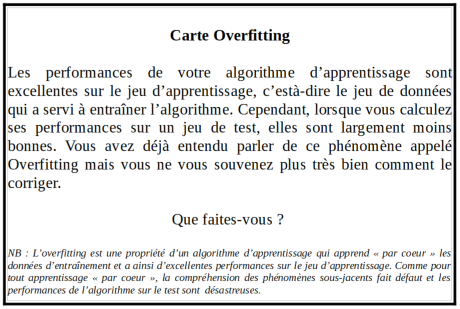 Carte Overfitting
Les performances de votre algorithme d’apprentissage sont
excellentes sur le jeu d’apprentissage, c’està-dire le jeu de données
qui a servi à entraîner l’algorithme. Cependant, lorsque vous calculez
ses performances sur un jeu de test, elles sont largement moins
bonnes. Vous avez déjà entendu parler de ce phénomène appelé
Overfitting mais vous ne vous souvenez plus très bien comment le
corriger.
Que faites-vous ?
NB : L’overfitting est une propriété d’un algorithme d’apprentissage qui apprend « par coeur » les
données d’entraînement et a ainsi d’excellentes performances sur le jeu d’apprentissage. Comme pour
tout apprentissage « par coeur », la compréhension des phénomènes sous-jacents fait défaut et les
performances de l’algorithme sur le test sont désastreuses.